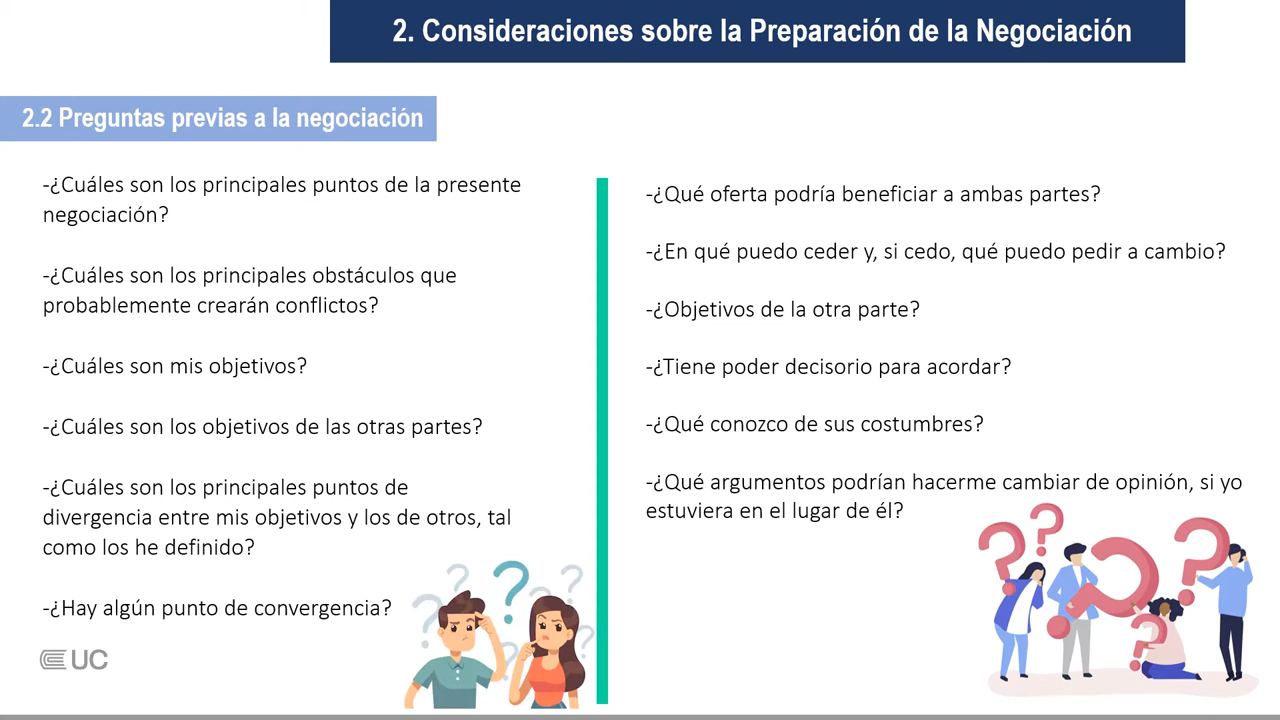 2. Consideraciones sobre la Preparación de la Negociación
2.2 Preguntas previas a la negociación
-¿Cuáles son los principales puntos de la presente
negociación?
-¿Cuáles son los principales obstáculos que
probablemente crearán conflictos?
-¿Cuáles son mis objetivos?
-¿Cuáles son los objetivos de las otras partes?
-¿Cuáles son los principales puntos de
divergencia entre mis objetivos y los de otros, tal
como los he definido?
-¿Hay algún punto de convergencia?
UC
-¿Qué oferta podría beneficiar a ambas partes?
-¿En qué puedo ceder y, si cedo, qué puedo pedir a cambio?
-¿Objetivos de la otra parte?
-¿Tiene poder decisorio para acordar?
-¿Qué conozco de sus costumbres?
-¿Qué argumentos podrían hacerme cambiar de opinión, si yo
estuviera en el lugar de él?